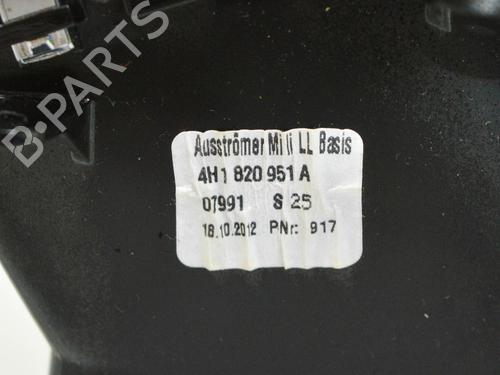 B-PARTS
Ausströmer Mi li LL Basis
4H1 820 951 A
07991 S 25
18.10.2012 PNr: 917